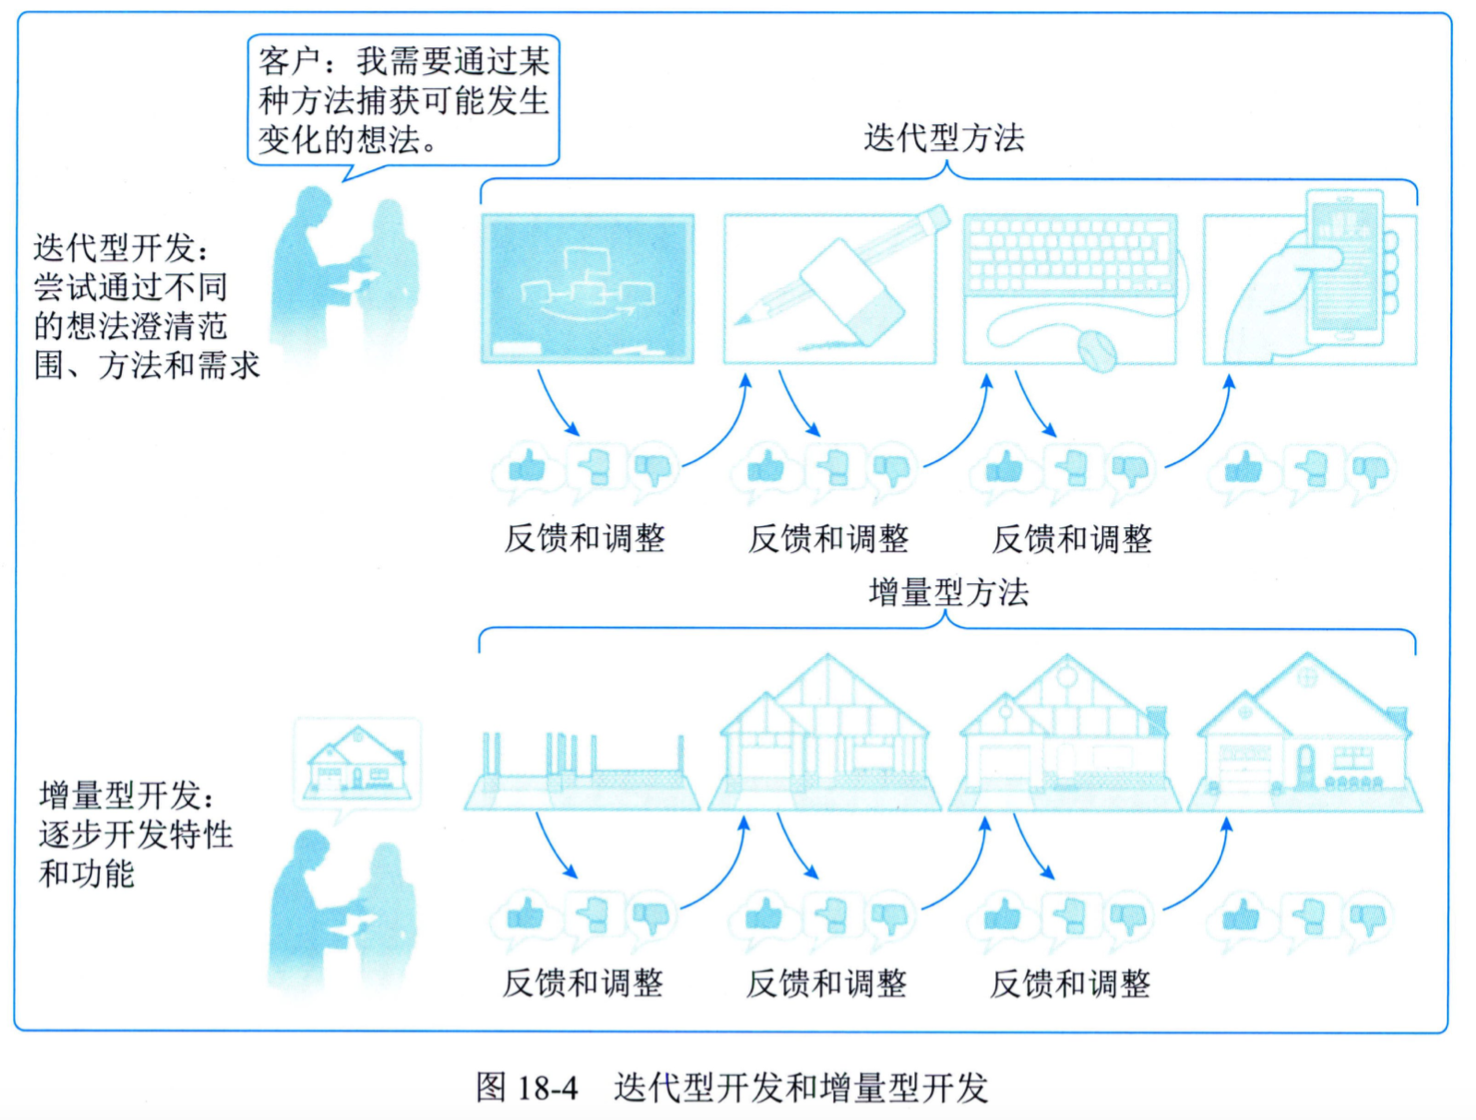 客户：我需要通过某
种方法捕获可能发生
变化的想法。
迭代型方法
迭代型开发：
尝试通过不同
的想法澄清范
围、方法和需求
反馈和调整
反馈和调整
反馈和调整
增量型方法
增量型开发：
逐步开发特性
和功能
反馈和调整
反馈和调整
反馈和调整
图 18-4 迭代型开发和增量型开发